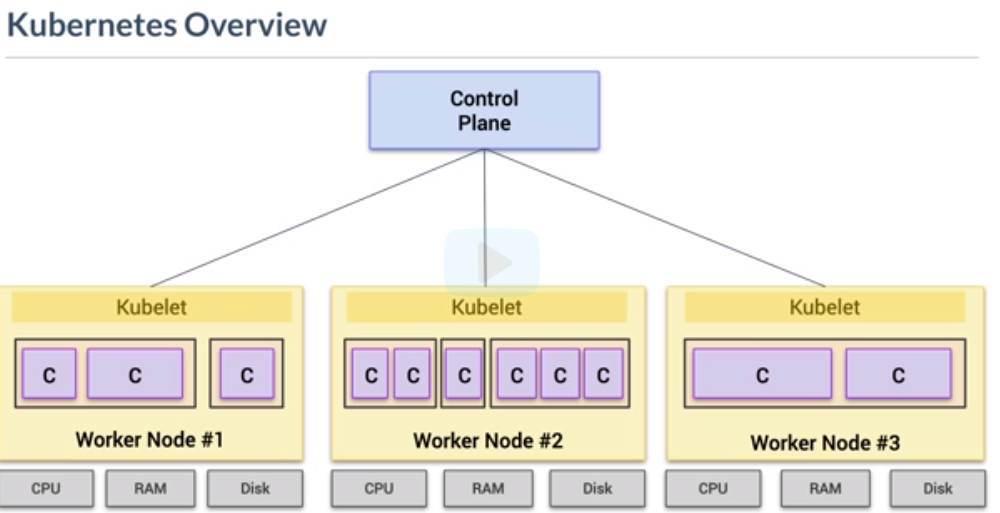 Kubernetes Overview
Control
Plane
Kubelet
C
C
C
Worker Node #1
CPU
RAM
Disk
Kubelet
C
C
C
C
C
C
Worker Node #2
CPU
RAM
Disk
Kubelet
C
C
Worker Node #3
CPU
RAM
Disk